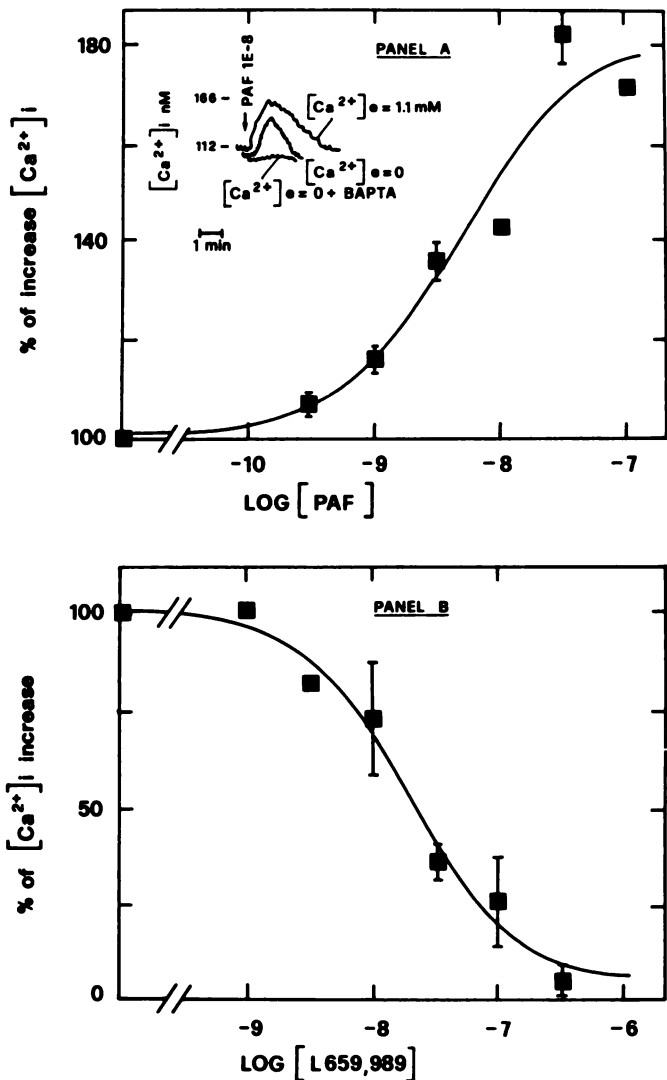 PANEL A
% of increase [Ca²⁺]i
180
140
100
[Ca²⁺]i nM
166
112
PAF 1E-8
[Ca²⁺]e = 1.1 mM
[Ca²⁺]e = 0
[Ca²⁺]e = 0 + BAPTA
1 min
-10 -9 -8 -7
LOG [PAF]
PANEL B
% of [Ca²⁺]i increase
100
50
0
-9 -8 -7 -6
LOG [L659,989]